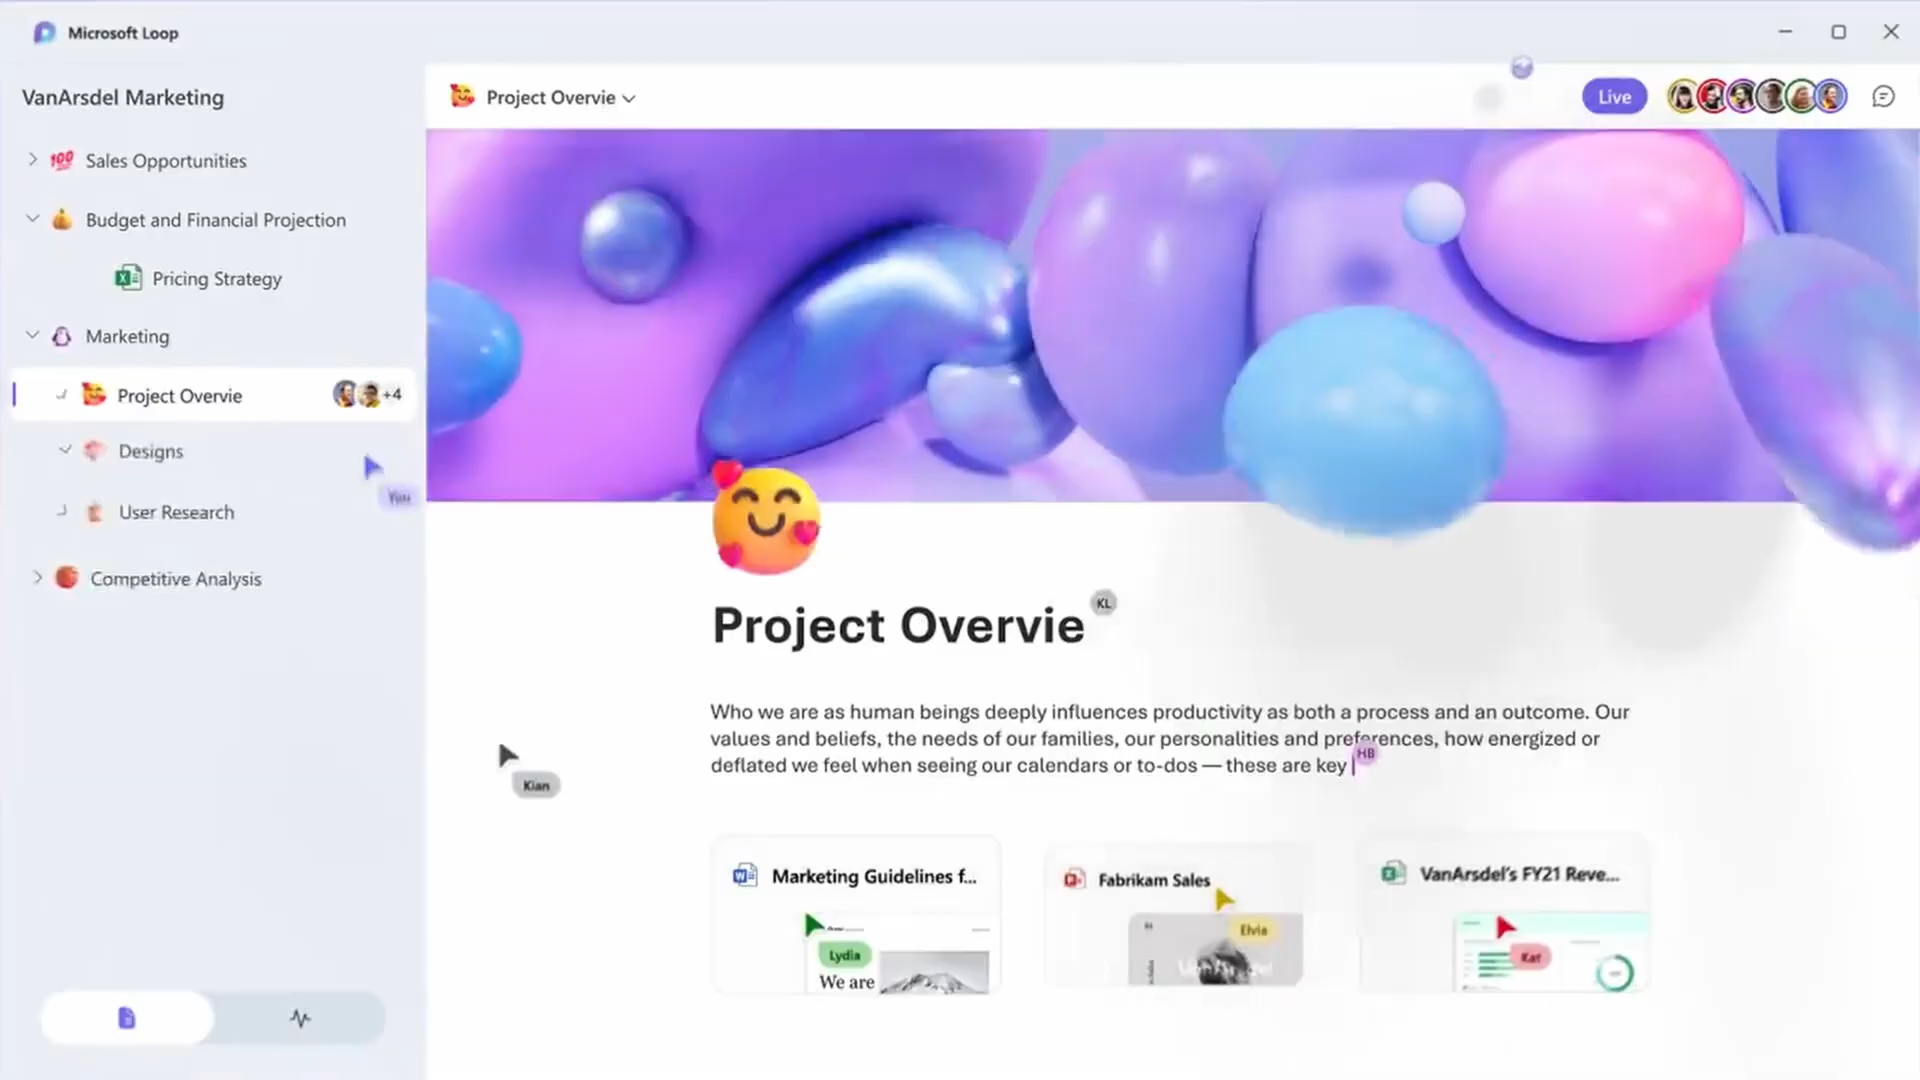 Microsoft Loop
VanArsdel Marketing
Sales Opportunities
Budget and Financial Projection
Pricing Strategy
Marketing
Project Overvie
+4
Designs
You
User Research
Competitive Analysis
Project Overvie
Live
Project Overvie
KL
Who we are as human beings deeply influences productivity as both a process and an outcome. Our
values and beliefs, the needs of our families, our personalities and preferences, how energized or
deflated we feel when seeing our calendars or to-dos — these are key
HB
Kian
Marketing Guidelines f...
Lydia
We are
Fabrikam Sales
Elvia
VanArsdel's FY21 Reve...
Kat